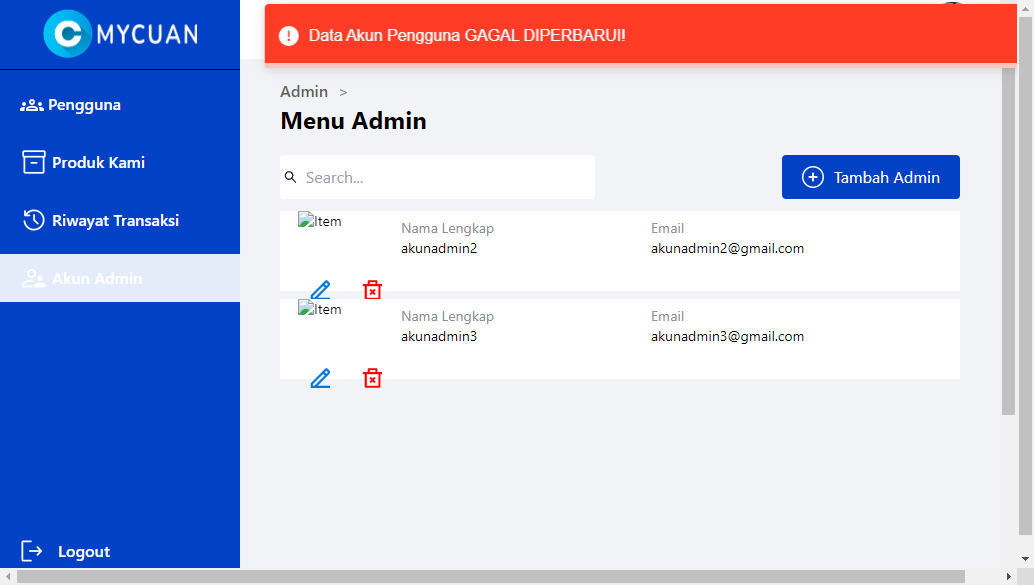 MYCUAN
Data Akun Pengguna GAGAL DIPERBARUI!
Pengguna
Produk Kami
Riwayat Transaksi
Akun Admin
Logout
Admin >
Menu Admin
Search...
Tambah Admin
Item
Nama Lengkap
akunadmin2
Email
akunadmin2@gmail.com
Item
Nama Lengkap
akunadmin3
Email
akunadmin3@gmail.com